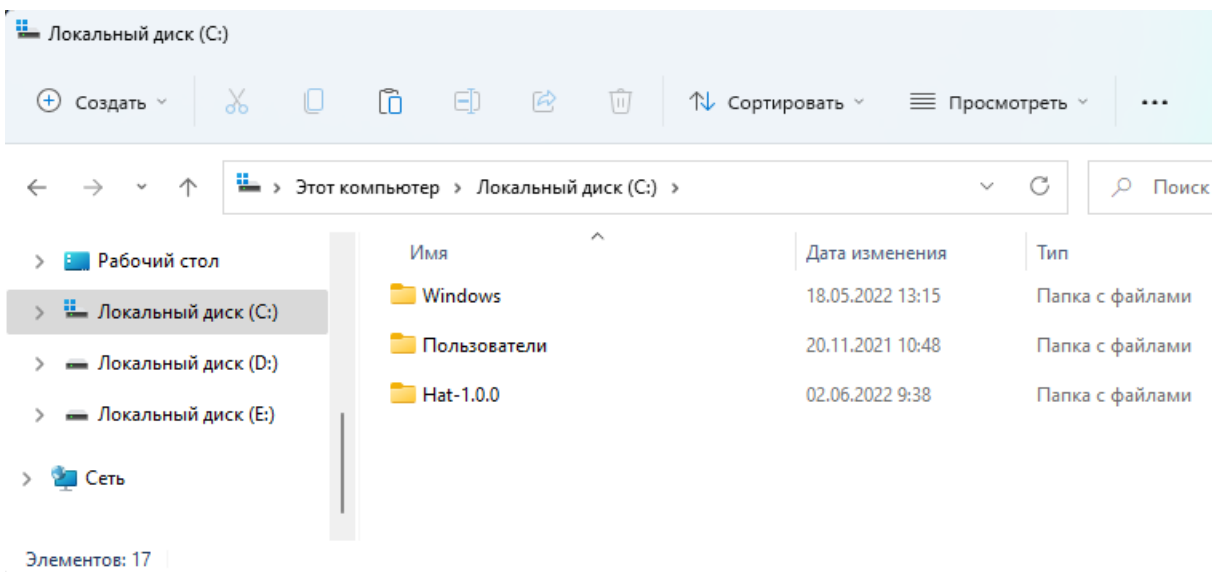 Локальный диск (C:)
Создать Сортировать Просмотреть
Этот компьютер > Локальный диск (C:) > Поиск
Имя Дата изменения Тип
Рабочий стол
Windows 18.05.2022 13:15 Папка с файлами
Локальный диск (C:)
Пользователи 20.11.2021 10:48 Папка с файлами
Локальный диск (D:)
Hat-1.0.0 02.06.2022 9:38 Папка с файлами
Локальный диск (E:)
Сеть
Элементов: 17